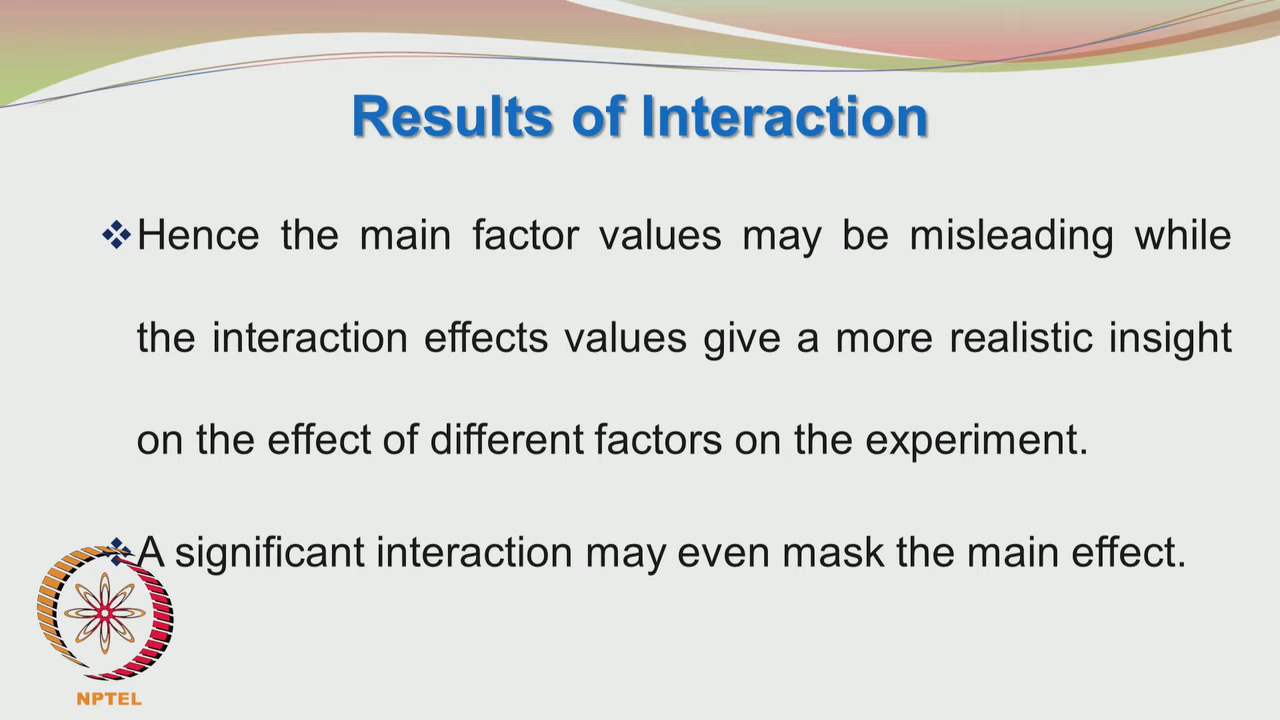 Results of Interaction
❖Hence the main factor values may be misleading while
the interaction effects values give a more realistic insight
on the effect of different factors on the experiment.
❖A significant interaction may even mask the main effect.
NPTEL